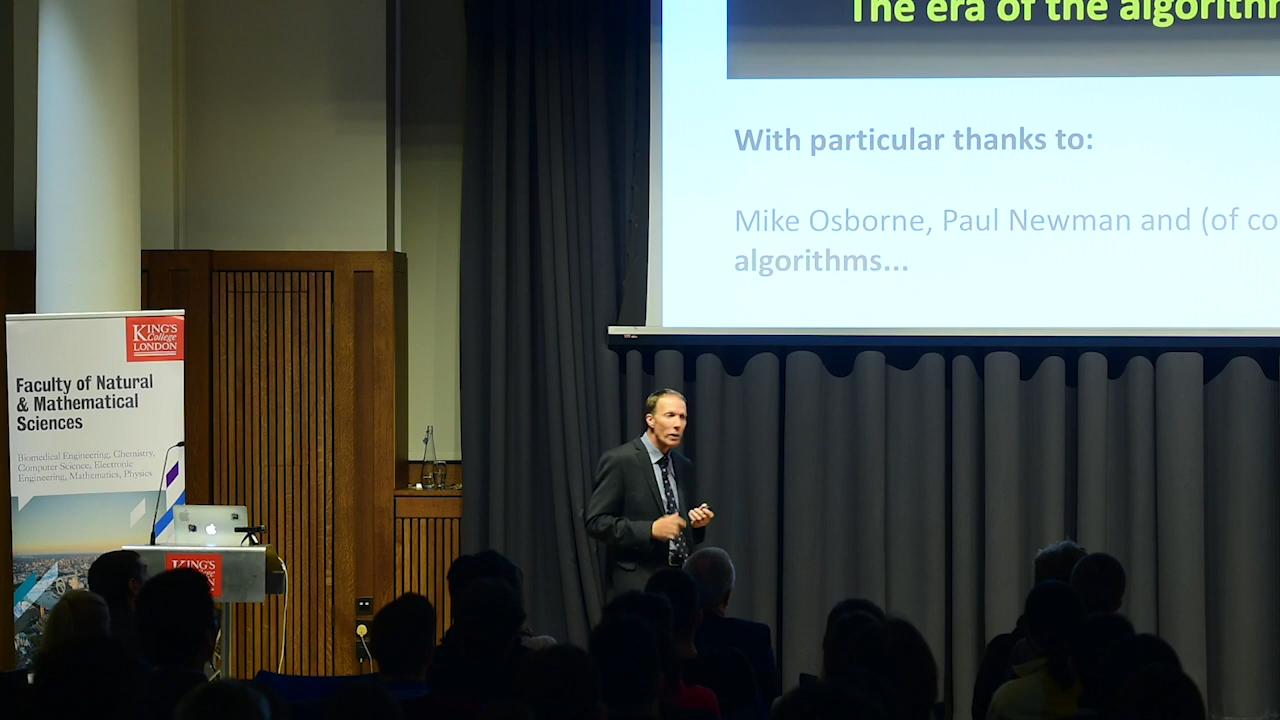 The era of the algorith
With particular thanks to:
Mike Osborne, Paul Newman and (of co
algorithms...
KING'S
College
LONDON
Faculty of Natural
& Mathematical
Sciences
Biomedical Engineering, Chemistry,
Computer Science, Electronic
Engineering, Mathematics, Physics
KING'S